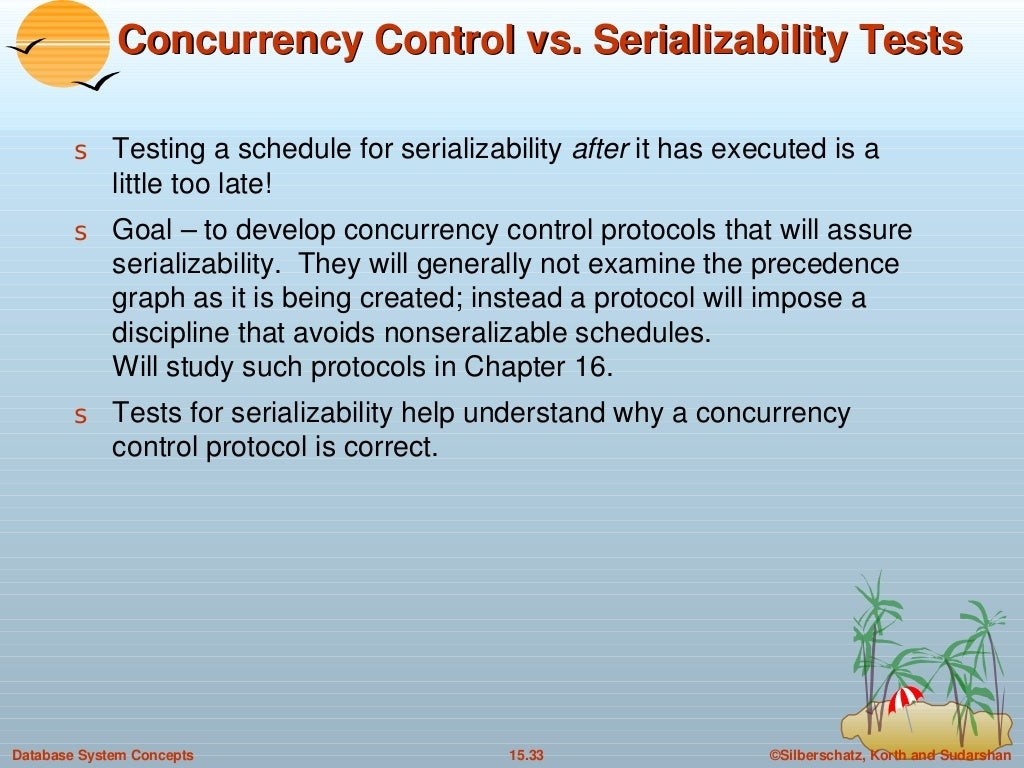 Concurrency Control vs. Serializability Tests
s Testing a schedule for serializability after it has executed is a
little too late!
s Goal – to develop concurrency control protocols that will assure
serializability. They will generally not examine the precedence
graph as it is being created; instead a protocol will impose a
discipline that avoids nonseralizable schedules.
Will study such protocols in Chapter 16.
s Tests for serializability help understand why a concurrency
control protocol is correct.
Database System Concepts 15.33 ©Silberschatz, Korth and Sudarshan